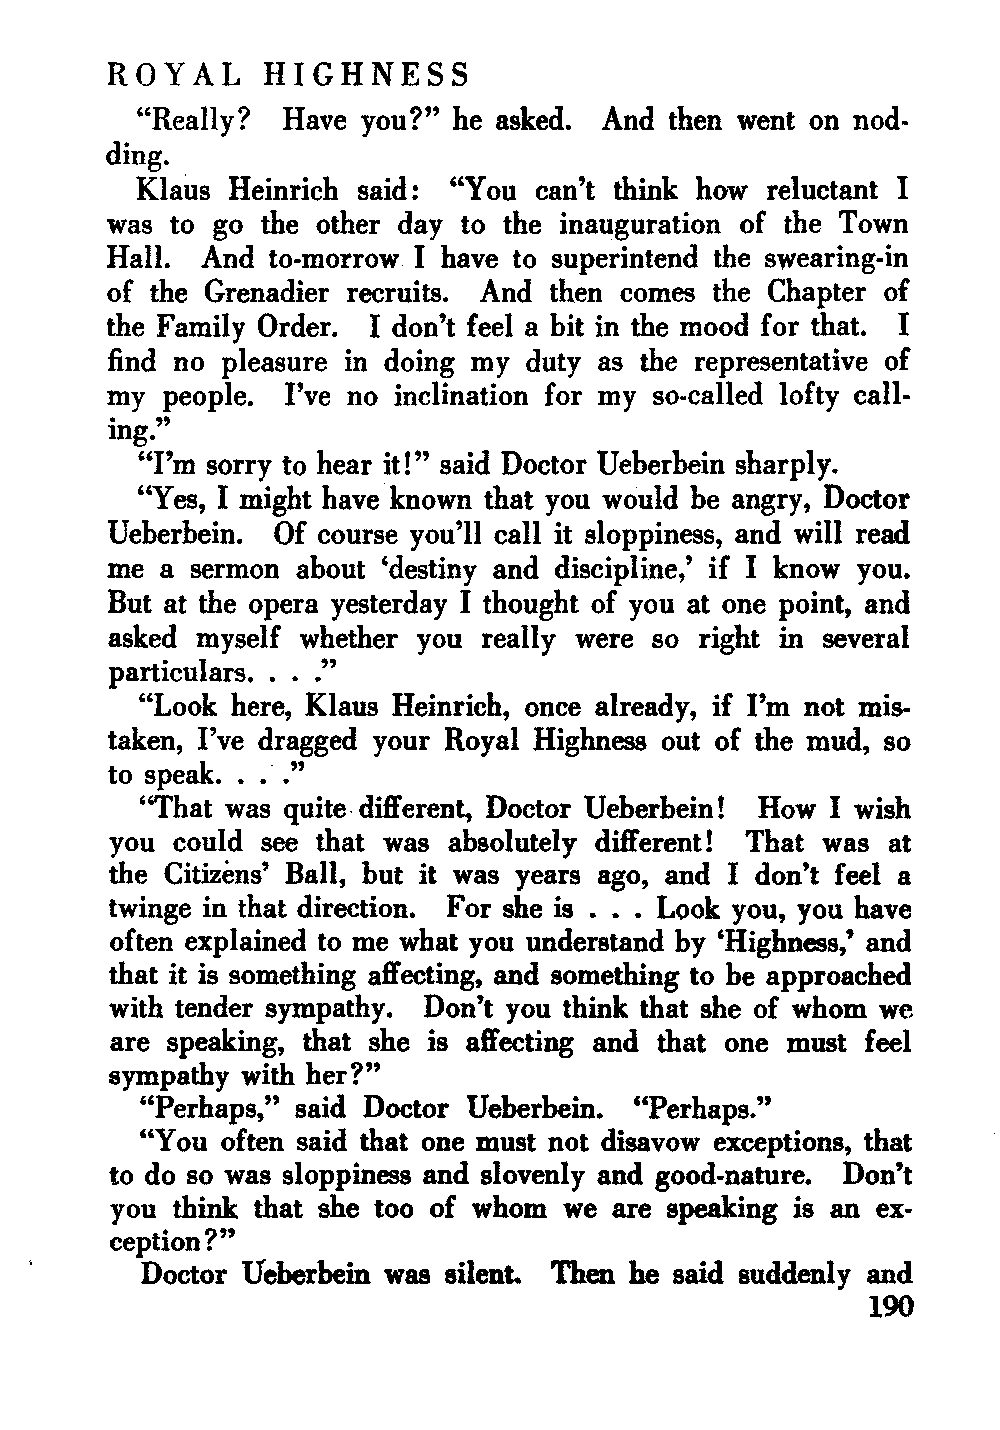 ROYAL HIGHNESS
“Really? Have you?” he asked. And then went on nod-
ding.
Klaus Heinrich said: “You can’t think how reluctant I
was to go the other day to the inauguration of the Town
Hall. And to-morrow I have to superintend the swearing-in
of the Grenadier recruits. And then comes the Chapter of
the Family Order. I don’t feel a bit in the mood for that. I
find no pleasure in doing my duty as the representative of
my people. I’ve no inclination for my so-called lofty call-
ing.”
“I’m sorry to hear it!” said Doctor Ueberbein sharply.
“Yes, I might have known that you would be angry, Doctor
Ueberbein. Of course you’ll call it sloppiness, and will read
me a sermon about ‘destiny and discipline,’ if I know you.
But at the opera yesterday I thought of you at one point, and
asked myself whether you really were so right in several
particulars. . . .”
“Look here, Klaus Heinrich, once already, if I’m not mis-
taken, I’ve dragged your Royal Highness out of the mud, so
to speak. . . .”
“That was quite different, Doctor Ueberbein! How I wish
you could see that was absolutely different! That was at
the Citizens’ Ball, but it was years ago, and I don’t feel a
twinge in that direction. For she is . . . Look you, you have
often explained to me what you understand by ‘Highness,’ and
that it is something affecting, and something to be approached
with tender sympathy. Don’t you think that she of whom we
are speaking, that she is affecting and that one must feel
sympathy with her?”
“Perhaps,” said Doctor Ueberbein. “Perhaps.”
“You often said that one must not disavow exceptions, that
to do so was sloppiness and slovenly and good-nature. Don’t
you think that she too of whom we are speaking is an ex-
ception?”
Doctor Ueberbein was silent. Then he said suddenly and
190